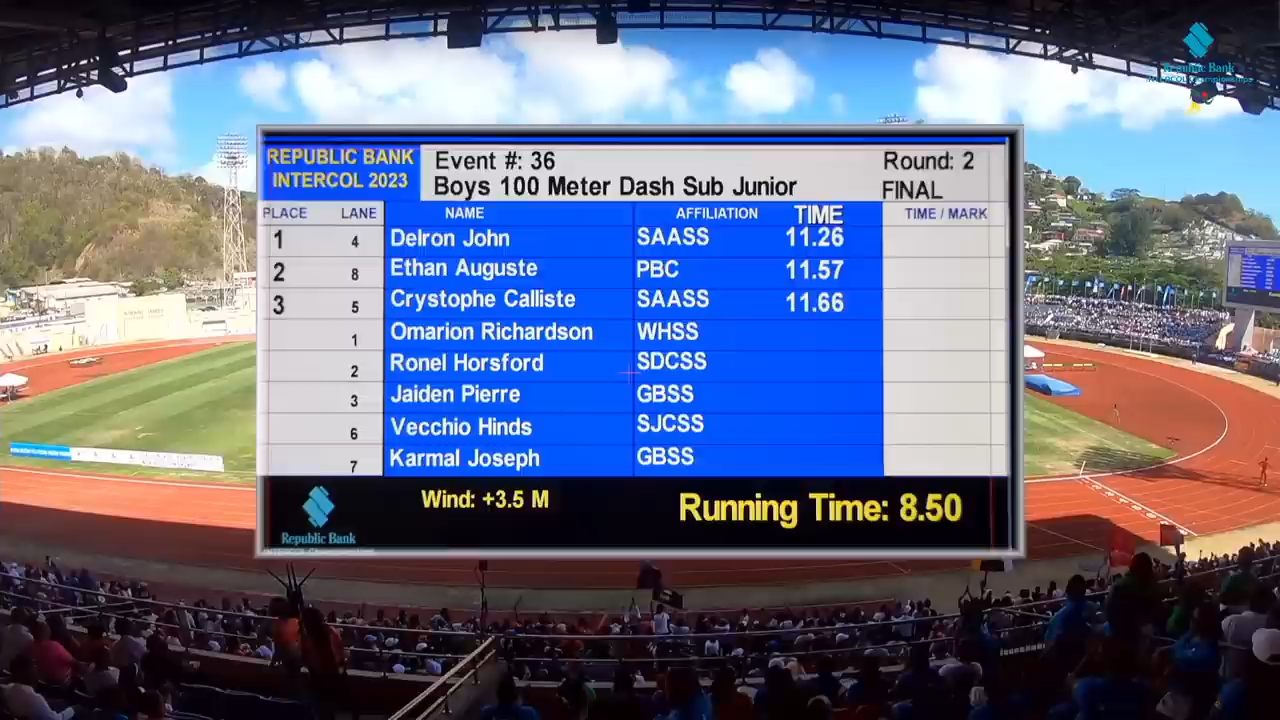 Republic Bank
REPUBLIC BANK
INTERCOL 2023
Event #: 36
Round: 2
Boys 100 Meter Dash Sub Junior
FINAL
PLACE LANE NAME AFFILIATION TIME TIME / MARK
1 4 Delron John SAASS 11.26
2 8 Ethan Auguste PBC 11.57
3 5 Crystophe Calliste SAASS 11.66
1 Omarion Richardson WHSS
2 Ronel Horsford SDCSS
3 Jaiden Pierre GBSS
6 Vecchio Hinds SJCSS
7 Karmal Joseph GBSS
Wind: +3.5 M
Running Time: 8.50
Republic Bank